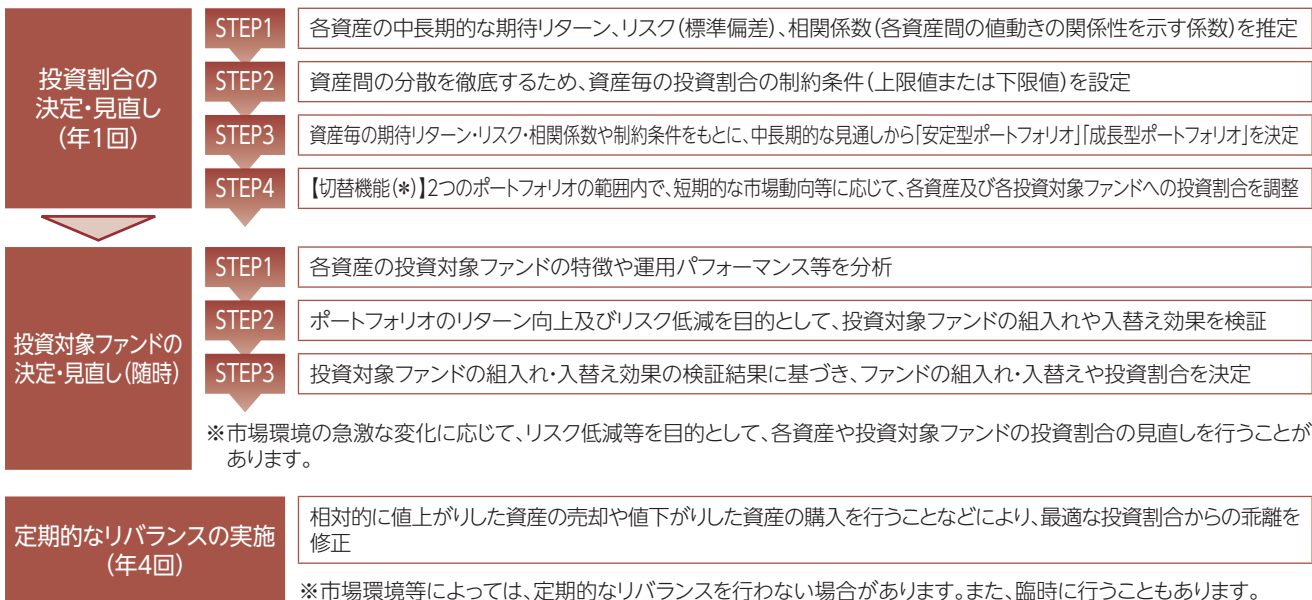 投資割合の
決定・見直し
(年1回)
STEP1
各資産の中長期的な期待リターン、リスク(標準偏差)、相関係数(各資産間の値動きの関係性を示す係数)を推定
STEP2
資産間の分散を徹底するため、資産毎の投資割合の制約条件(上限値または下限値)を設定
STEP3
資産毎の期待リターン・リスク・相関係数や制約条件をもとに、中長期的な見通しから「安定型ポートフォリオ」「成長型ポートフォリオ」を決定
STEP4
【切替機能(*)】2つのポートフォリオの範囲内で、短期的な市場動向等に応じて、各資産及び各投資対象ファンドへの投資割合を調整
投資対象ファンドの
決定・見直し(随時)
STEP1
各資産の投資対象ファンドの特徴や運用パフォーマンス等を分析
STEP2
ポートフォリオのリターン向上及びリスク低減を目的として、投資対象ファンドの組入れや入替え効果を検証
STEP3
投資対象ファンドの組入れ・入替え効果の検証結果に基づき、ファンドの組入れ・入替えや投資割合を決定
※市場環境の急激な変化に応じて、リスク低減等を目的として、各資産や投資対象ファンドの投資割合の見直しを行うことが
あります。
定期的なリバランスの実施
(年4回)
相対的に値上がりした資産の売却や値下がりした資産の購入を行うことなどにより、最適な投資割合からの乖離を
修正
※市場環境等によっては、定期的なリバランスを行わない場合があります。また、臨時に行うこともあります。